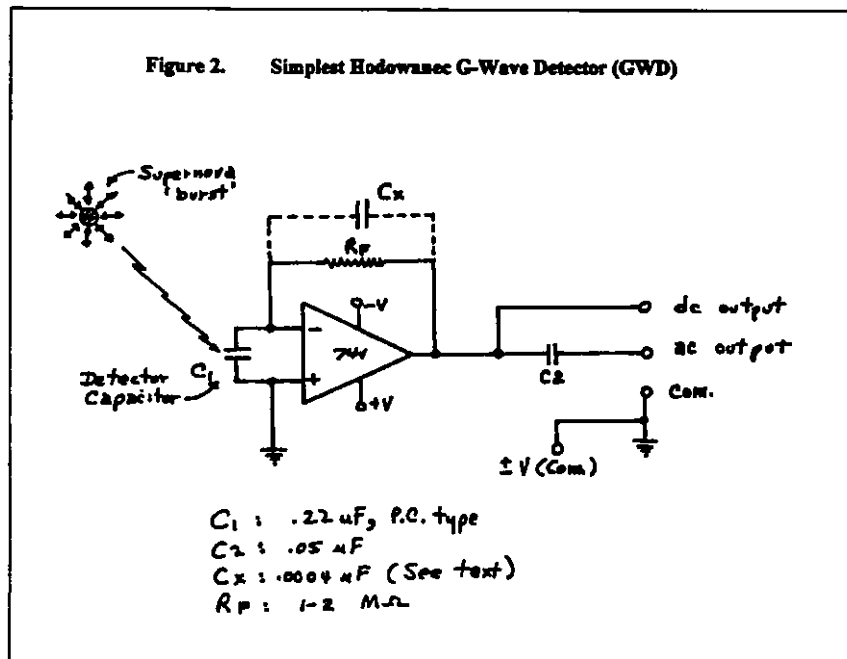 Figure 2. Simplest Hodowanec G-Wave Detector (GWD)
Supernova
'burst'
Cx
RF
-V
dc output
-
741
ac output
C1
Detector
Capacitor
+
C2
Com.
+V
± V (Com.)
C1 : .22 uF, P.C. type
C2 : .05 uF
Cx : .0004 uF (See text)
RF : 1-2 MΩ